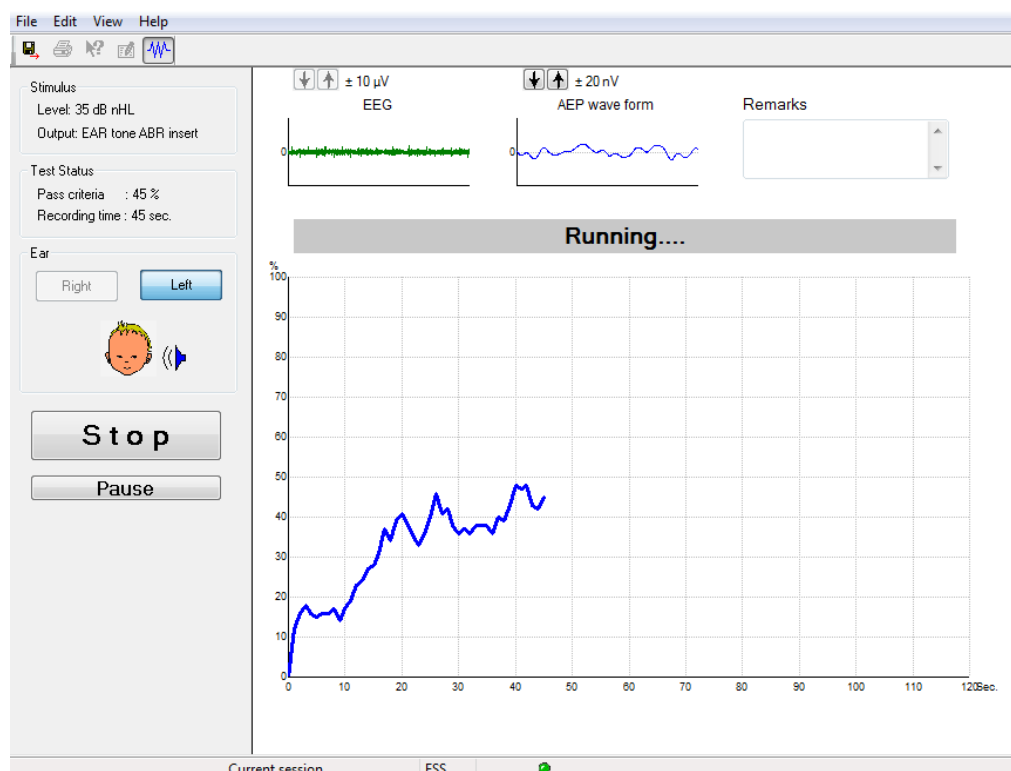 File Edit View Help
Stimulus
Level: 35 dB nHL
Output: EAR tone ABR insert
Test Status
Pass criteria : 45 %
Recording time : 45 sec.
Ear
Right Left
Stop
Pause
± 10 µV
EEG
0
± 20 nV
AEP wave form
0
Remarks
Running....
%
100
90
80
70
60
50
40
30
20
10
0
0 10 20 30 40 50 60 70 80 90 100 110 120Sec.
Current session ESS